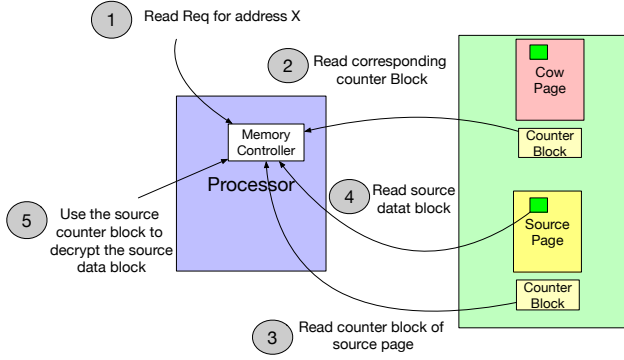 1
Read Req for address X
2
Read corresponding
counter Block
Cow
Page
Counter
Block
Memory
Controller
Processor
4
Read source
datat block
5
Use the source
counter block to
decrypt the source
data block
Source
Page
Counter
Block
3
Read counter block of
source page